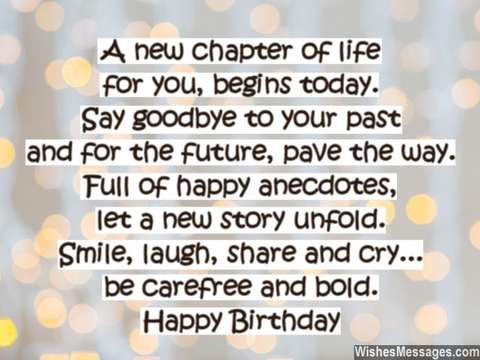 A new chapter of life
for you, begins today.
Say goodbye to your past
and for the future, pave the way.
Full of happy anecdotes,
let a new story unfold.
Smile, laugh, share and cry...
be carefree and bold.
Happy Birthday
WishesMessages.com